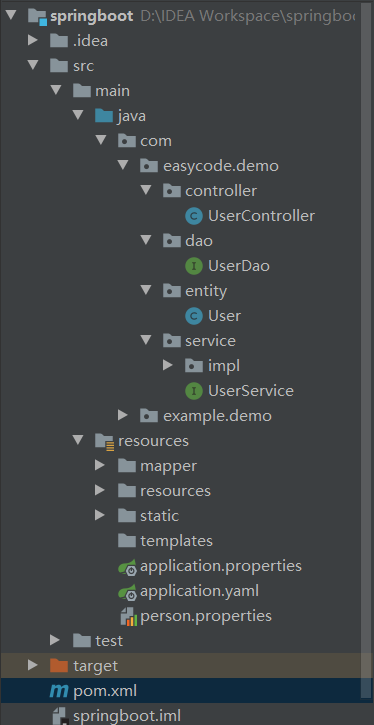 springboot D:\IDEA Workspace\springboo
.idea
src
main
java
com
easycode.demo
controller
UserController
dao
UserDao
entity
User
service
impl
UserService
example.demo
resources
mapper
resources
static
templates
application.properties
application.yaml
person.properties
test
target
pom.xml
springboot.iml